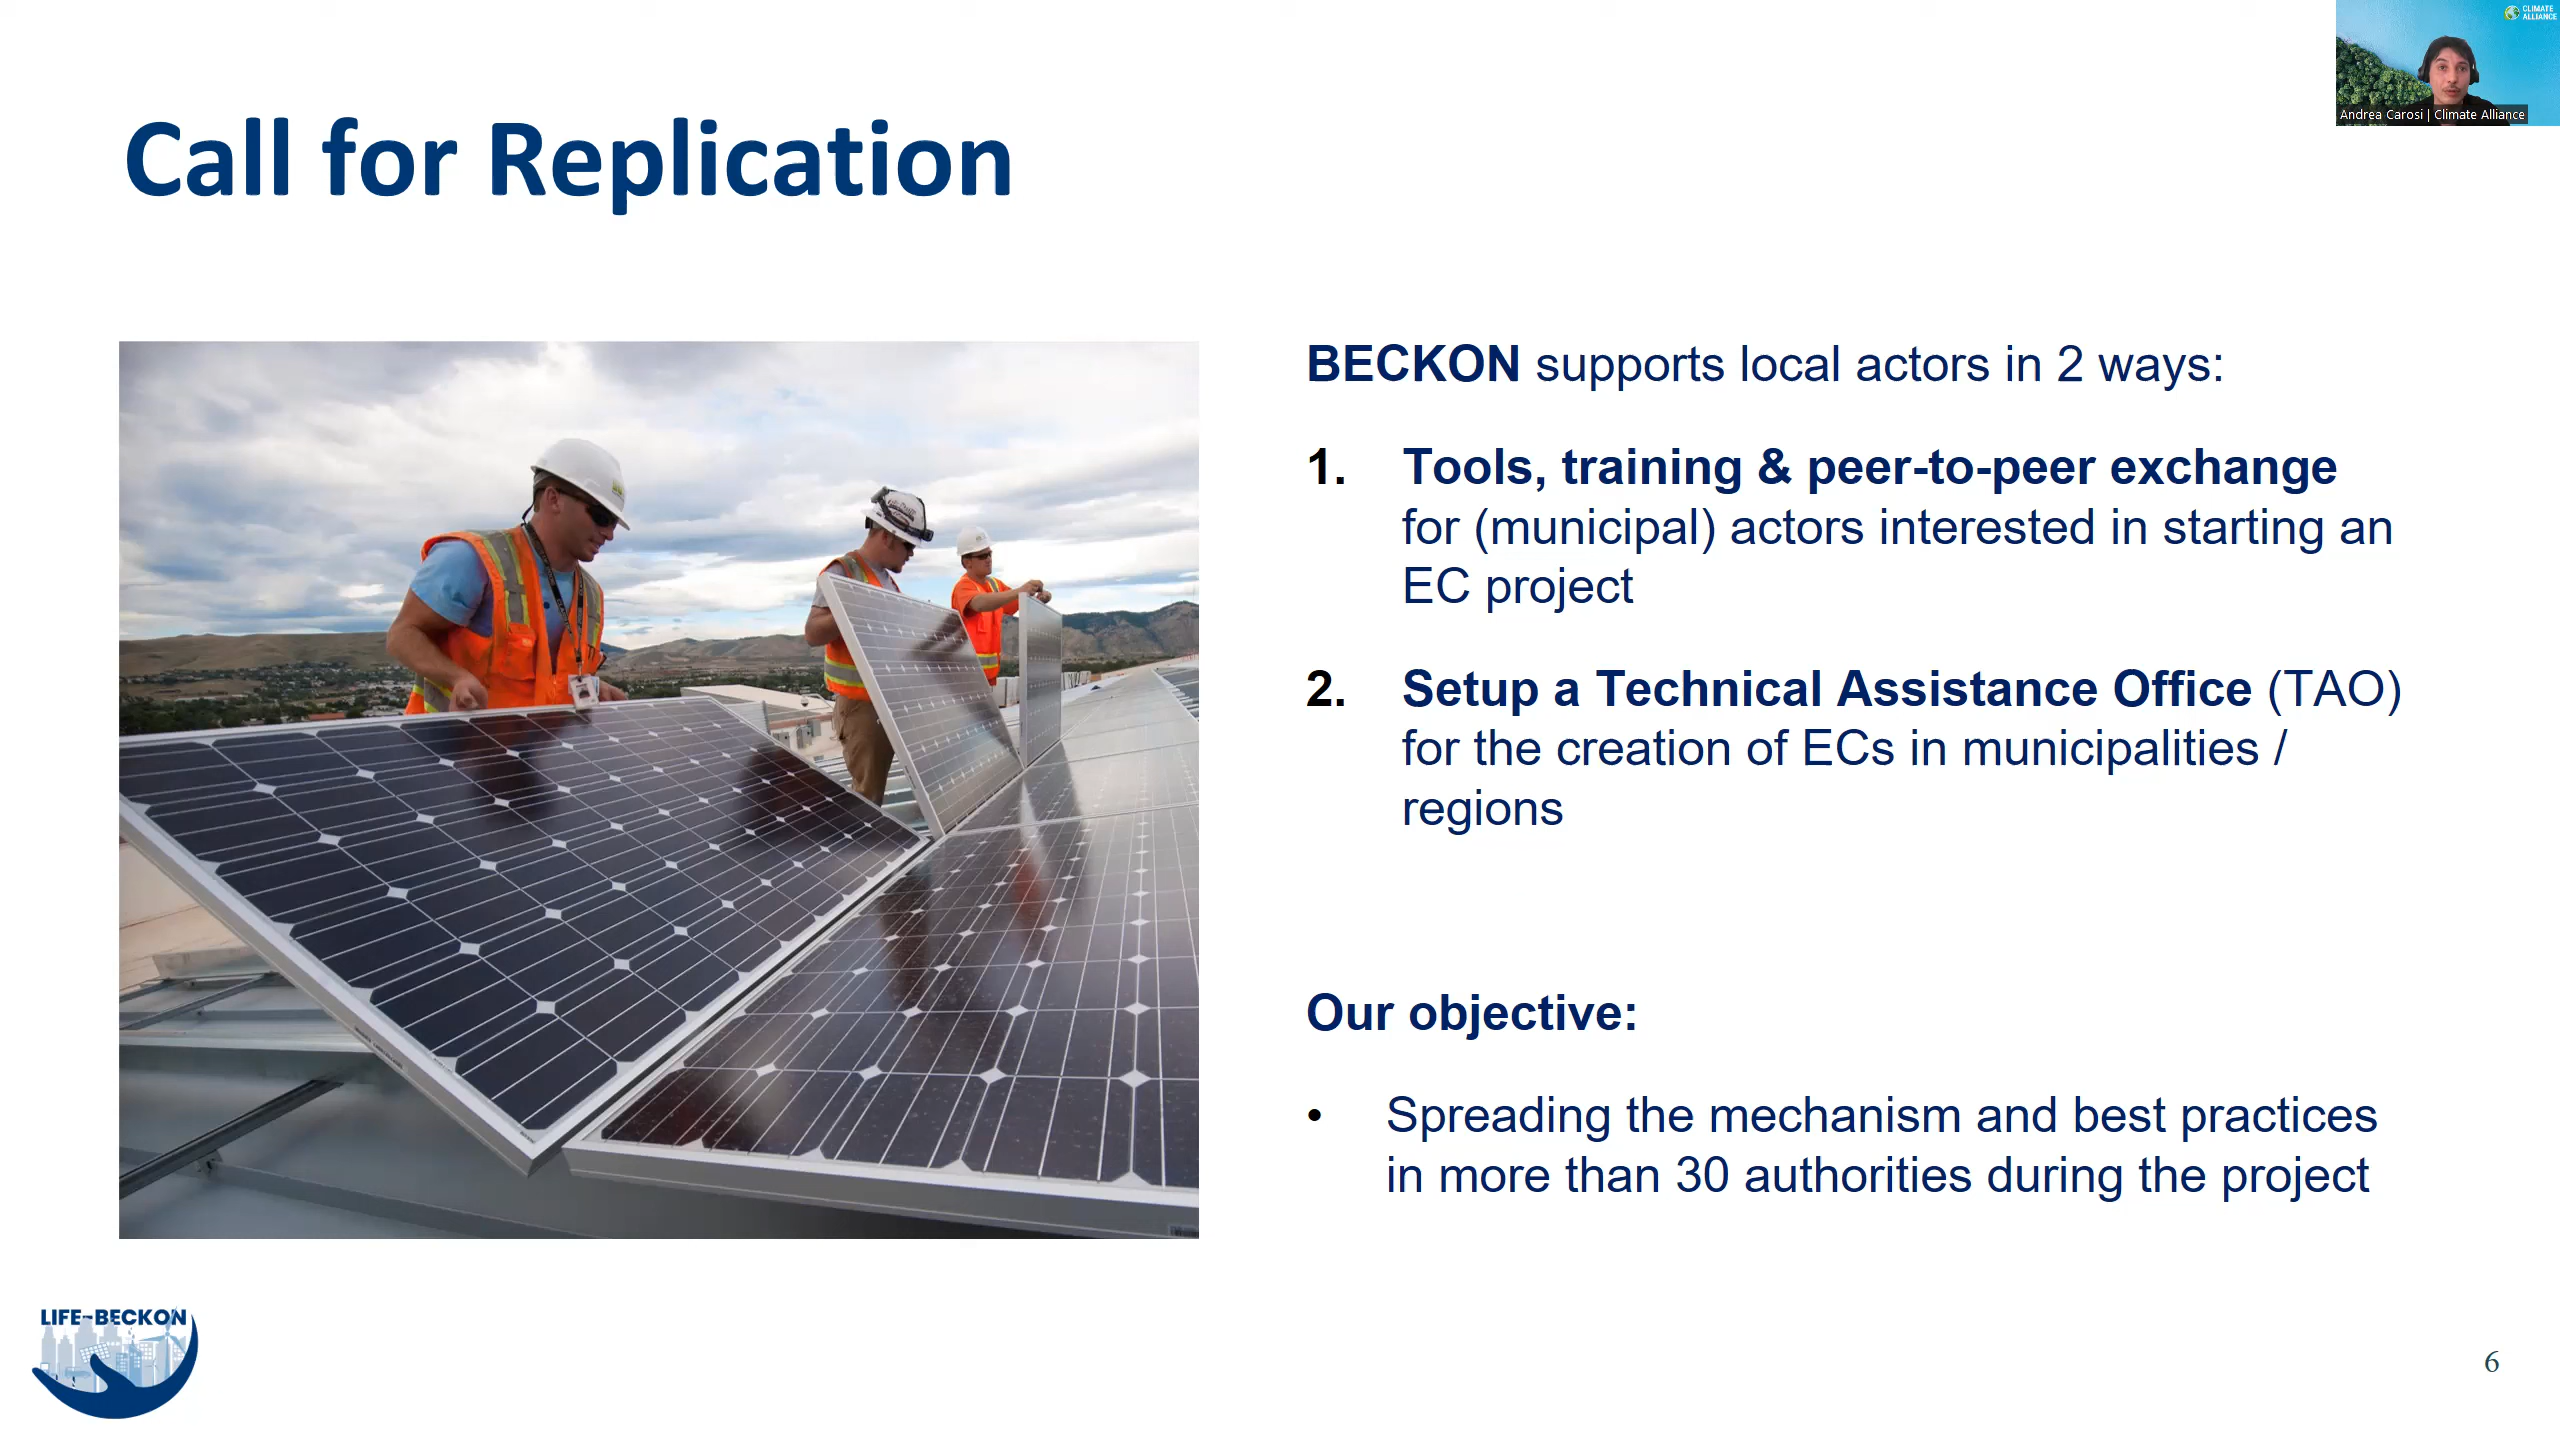 CLIMATE
ALLIANCE
Andrea Carosi | Climate Alliance
Call for Replication
BECKON supports local actors in 2 ways:
1. Tools, training & peer-to-peer exchange
for (municipal) actors interested in starting an
EC project
2. Setup a Technical Assistance Office (TAO)
for the creation of ECs in municipalities /
regions
Our objective:
• Spreading the mechanism and best practices
in more than 30 authorities during the project
LIFE-BECKON
6